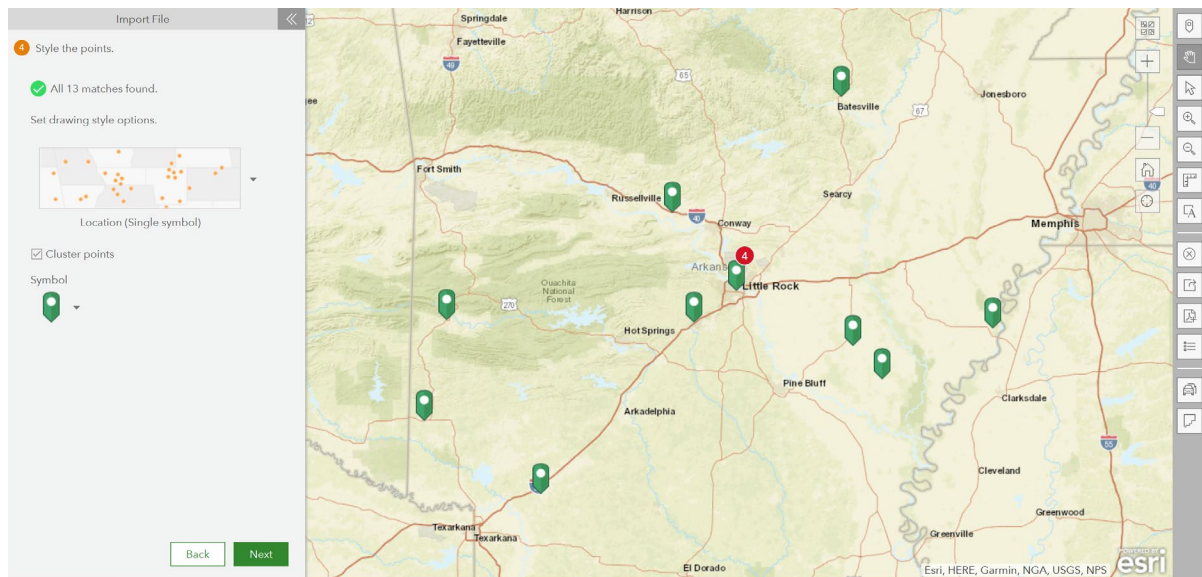 Import File
4 Style the points.
All 13 matches found.
Set drawing style options.
Location (Single symbol)
Cluster points
Symbol
Back
Next
Springdale
Harrison
Fayetteville
49
65
Batesville
67
Jonesboro
Fort Smith
Russellville
40
Conway
Searcy
40
Memphis
4
Arkans
Little Rock
Ouachita
National
Forest
270
Hot Springs
Pine Bluff
Arkadelphia
Clarksdale
55
Cleveland
Greenwood
Texarkana
Texarkana
Greenville
El Dorado
POWERED BY
esri
Esri, HERE, Garmin, NGA, USGS, NPS